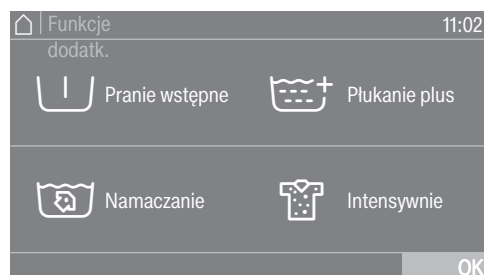 Funkcje 11:02
dodatk.
Pranie wstępne Płukanie plus
Namaczanie Intensywnie
OK